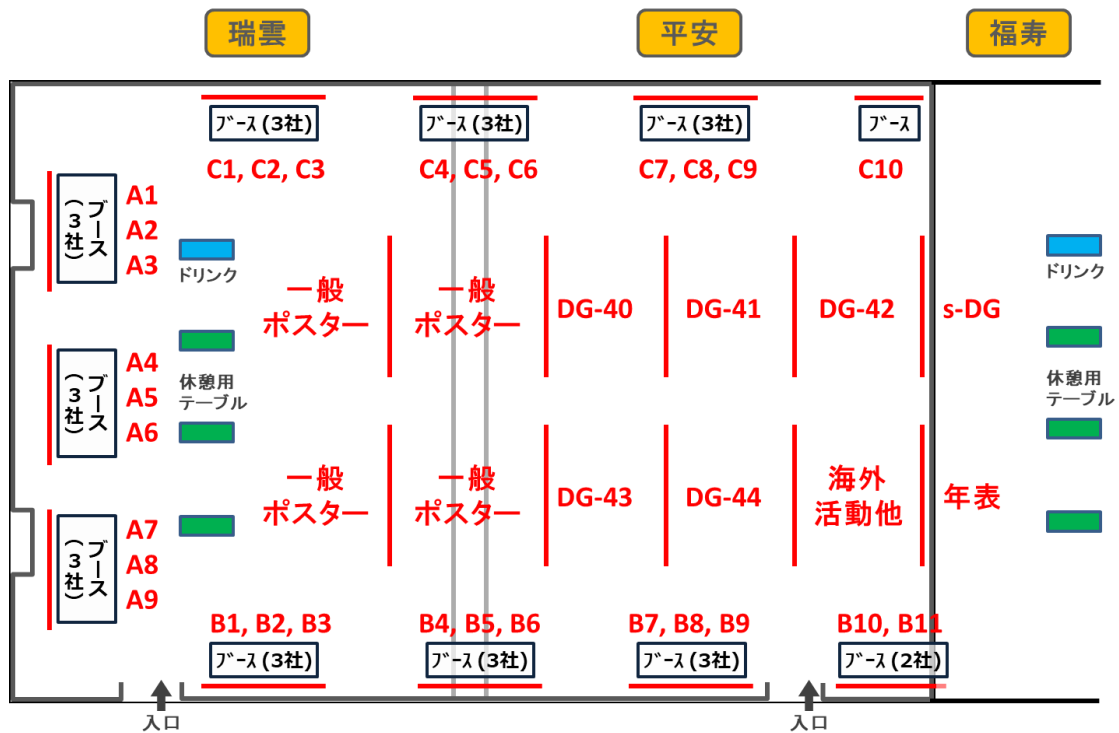 瑞雲
平安
福寿
ブース(3社)
ブース(3社)
ブース(3社)
ブース
C1, C2, C3
C4, C5, C6
C7, C8, C9
C10
ブース
(3社)
A1
A2
A3
ドリンク
ドリンク
一般
ポスター
一般
ポスター
DG-40
DG-41
DG-42
s-DG
ブース
(3社)
A4
A5
A6
休憩用
テーブル
休憩用
テーブル
一般
ポスター
一般
ポスター
DG-43
DG-44
海外
活動他
年表
ブース
(3社)
A7
A8
A9
B1, B2, B3
B4, B5, B6
B7, B8, B9
B10, B11
ブース(3社)
ブース(3社)
ブース(3社)
ブース(2社)
入口
入口